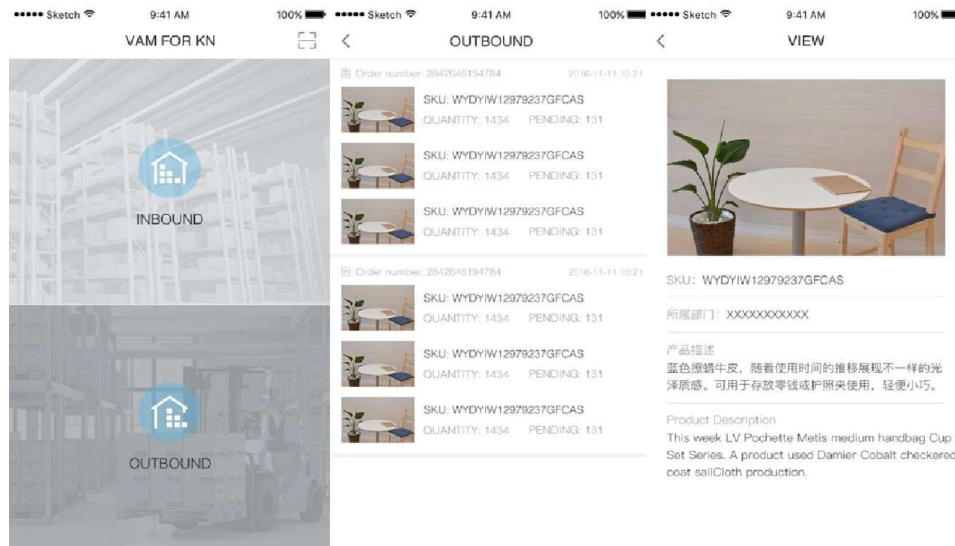 Sketch 9:41 AM 100%
VAM FOR KN
INBOUND
OUTBOUND
Sketch 9:41 AM 100%
OUTBOUND
Order number: 2842646194784 2016-11-11 10:21
SKU: WYDYIW12979237GFCAS
QUANTITY: 1434 PENDING: 131
SKU: WYDYIW12979237GFCAS
QUANTITY: 1434 PENDING: 131
SKU: WYDYIW12979237GFCAS
QUANTITY: 1434 PENDING: 131
Order number: 2842646194784 2016-11-11 10:21
SKU: WYDYIW12979237GFCAS
QUANTITY: 1434 PENDING: 131
SKU: WYDYIW12979237GFCAS
QUANTITY: 1434 PENDING: 131
SKU: WYDYIW12979237GFCAS
QUANTITY: 1434 PENDING: 131
Sketch 9:41 AM 100%
VIEW
SKU: WYDYIW12979237GFCAS
所属部门: XXXXXXXXXXX
产品描述
蓝色擦蜡牛皮，随着使用时间的推移展现不一样的光
泽质感。可用于存放零钱或护照夹使用，轻便小巧。
Product Description
This week LV Pochette Metis medium handbag Cup
Set Series. A product used Damier Cobalt checkered
coat sailCloth production.